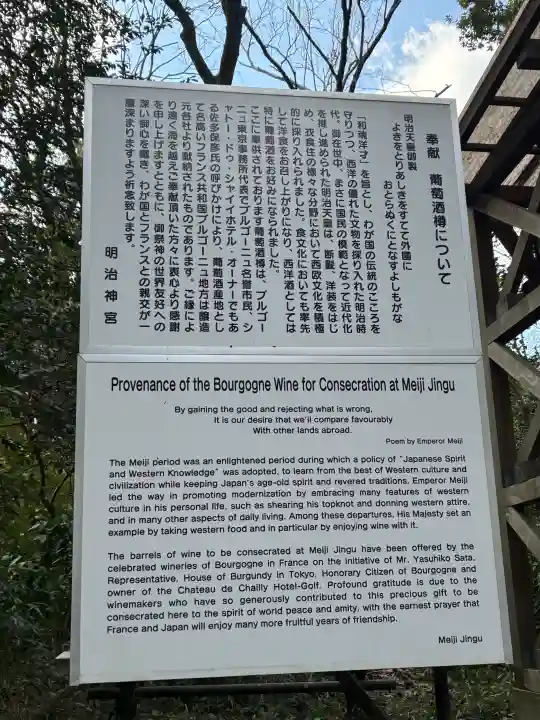 奉献　葡萄酒樽について
明治天皇御製
よきをとりあしきをすてて外國に
おとらぬくにとなすよしもがな
「和魂洋才」を旨とし、わが国の伝統のこころを
守りつつ、西洋の優れた文物を採り入れた明治時
代。御在世中、まさに国民の模範となって近代化
を推し進められた明治天皇は、断髪、洋装をはじ
め、衣食住の様々な分野において西欧文化を積極
的に採り入れられました。食文化においても率先
して洋食をお召し上がりになり、西洋酒としては
特に葡萄酒をお好みになられました。
ここに奉供されております葡萄酒樽は、ブルゴー
ニュ東京事務所代表でブルゴーニュ名誉市民、シ
ャトー・ドゥ・シャイイホテル・オーナーでもあ
る佐多保彦氏の呼びかけにより、葡萄酒産地とし
て名高いフランス共和国ブルゴーニュ地方は醸造
元各社より献納されたものであります。ご縁によ
り遠く海を越えご奉献頂いた方々に衷心より感謝
を申し上げますとともに、御祭神の世界友好への
深い御心を戴き、わが国とフランスとの親交が一
層深まりますよう祈念致します。
明治神宮
Provenance of the Bourgogne Wine for Consecration at Meiji Jingu
By gaining the good and rejecting what is wrong,
It is our desire that we'll compare favourably
With other lands abroad.
Poem by Emperor Meiji
The Meiji period was an enlightened period during which a policy of "Japanese Spirit
and Western Knowledge" was adopted, to learn from the best of Western culture and
civilization while keeping Japan's age-old spirit and revered traditions. Emperor Meiji
led the way in promoting modernization by embracing many features of western
culture in his personal life, such as shearing his topknot and donning western attire,
and in many other aspects of daily living. Among these departures, His Majesty set an
example by taking western food and in particular by enjoying wine with it.
The barrels of wine to be consecrated at Meiji Jingu have been offered by the
celebrated wineries of Bourgogne in France on the initiative of Mr. Yasuhiko Sata,
Representative, House of Burgundy in Tokyo, Honorary Citizen of Bourgogne and
owner of the Chateau de Chailly Hotel-Golf. Profound gratitude is due to the
winemakers who have so generously contributed to this precious gift to be
consecrated here to the spirit of world peace and amity, with the earnest prayer that
France and Japan will enjoy many more fruitful years of friendship.
Meiji Jingu